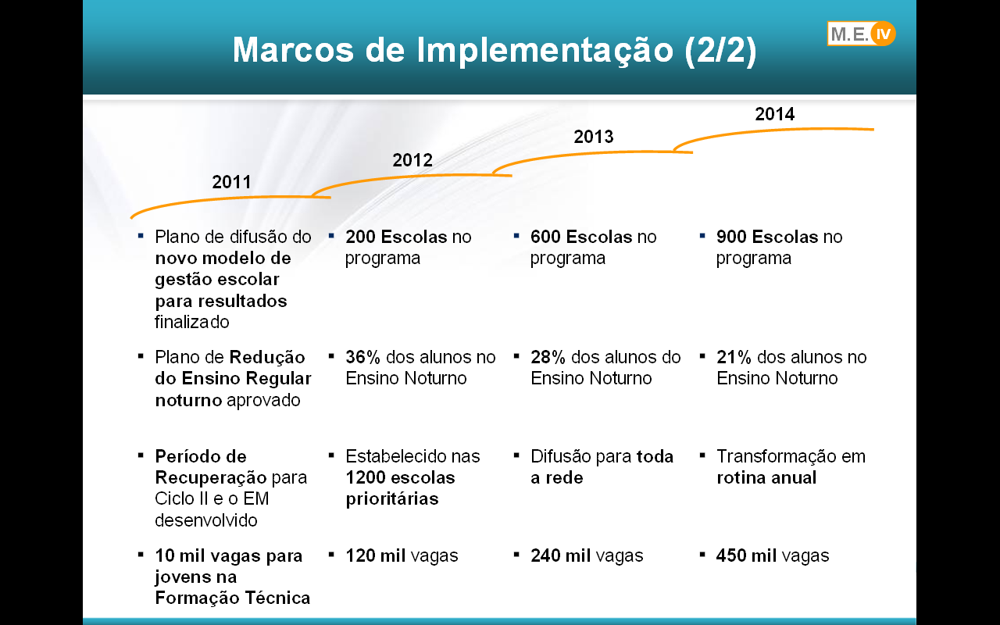 Marcos de Implementação (2/2)
M.E. IV
2011
2012
2013
2014
▪ Plano de difusão do
novo modelo de
gestão escolar
para resultados
finalizado
▪ 200 Escolas no
programa
▪ 600 Escolas no
programa
▪ 900 Escolas no
programa
▪ Plano de Redução
do Ensino Regular
noturno aprovado
▪ 36% dos alunos no
Ensino Noturno
▪ 28% dos alunos do
Ensino Noturno
▪ 21% dos alunos no
Ensino Noturno
▪ Período de
Recuperação para
Ciclo II e o EM
desenvolvido
▪ Estabelecido nas
1200 escolas
prioritárias
▪ Difusão para toda
a rede
▪ Transformação em
rotina anual
▪ 10 mil vagas para
jovens na
Formação Técnica
▪ 120 mil vagas
▪ 240 mil vagas
▪ 450 mil vagas